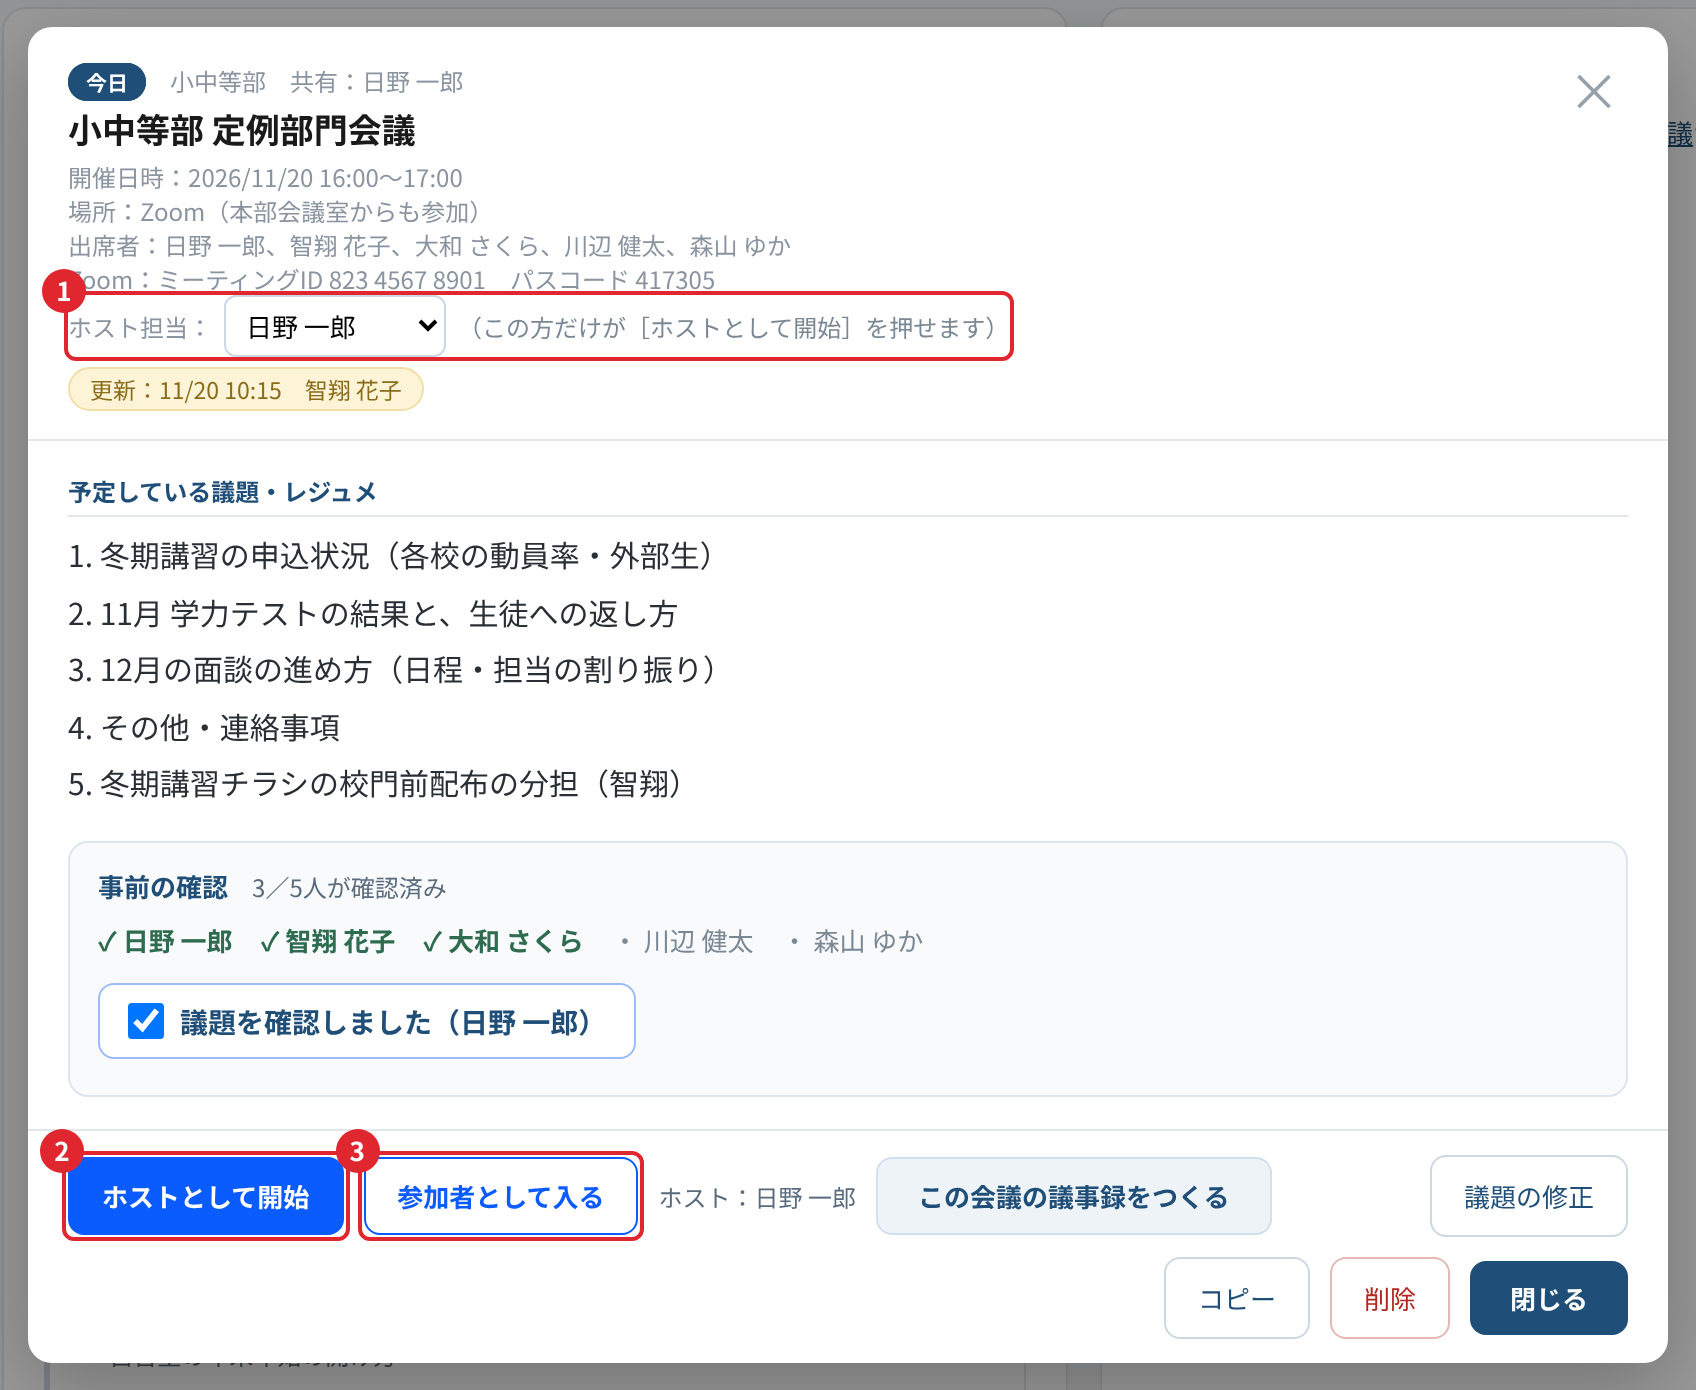 今日 小中等部 共有：日野 一郎
小中等部 定例部門会議
議
開催日時：2026/11/20 16:00〜17:00
場所：Zoom（本部会議室からも参加）
出席者：日野 一郎、智翔 花子、大和 さくら、川辺 健太、森山 ゆか
Zoom：ミーティングID 823 4567 8901 パスコード 417305
1
ホスト担当： 日野 一郎 （この方だけが［ホストとして開始］を押せます）
更新：11/20 10:15 智翔 花子
予定している議題・レジュメ
1. 冬期講習の申込状況（各校の動員率・外部生）
2. 11月 学力テストの結果と、生徒への返し方
3. 12月の面談の進め方（日程・担当の割り振り）
4. その他・連絡事項
5. 冬期講習チラシの校門前配布の分担（智翔）
事前の確認 3／5人が確認済み
✓ 日野 一郎 ✓ 智翔 花子 ✓ 大和 さくら ・ 川辺 健太 ・ 森山 ゆか
議題を確認しました（日野 一郎）
2 3
ホストとして開始 参加者として入る ホスト：日野 一郎 この会議の議事録をつくる 議題の修正
コピー 削除 閉じる